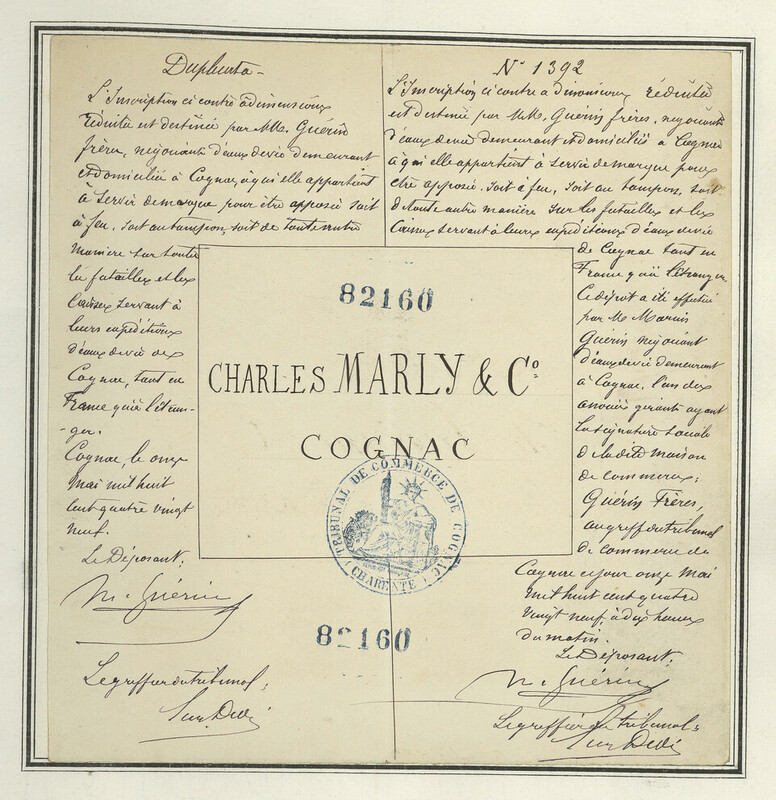 Duplicata
L'Inscription ci contre à dimensions
réduites est destinée par MM. Guérin
frères, négociants d'eaux de vie demeurant
et domiciliés à Cognac, à qui elle appartient
à servir de marque pour être apposée soit
à feu, soit au tampon, soit de toute autre
manière sur toutes
les futailles et les
Caisses servant à
leurs expéditions
d'eaux de vie de
Cognac, tant en
France qu'à l'étran-
-ger.
Cognac, le onze
Mai mil huit
cent quatre vingt
neuf.
Le Déposant,
M. Guérin
Le greffier du tribunal,
No 1392
L'Inscription ci contre à dimensions réduites
est destinée par MM. Guérin frères, négociants
d'eaux de vie demeurant et domiciliés à Cognac
à qui elle appartient à servir de marque pour
être apposée, soit à feu, soit au tampon, soit
de toute autre manière sur les futailles et les
Caisses servant à leurs expéditions d'eaux de vie
de Cognac tant en
France qu'à l'étranger
Ce dépôt a été effectué
par Mr Marius
Guérin négociant
d'eaux de vie demeurant
à Cognac, l'un des
associés gérants ayant
la signature sociale
de la dite maison
de commerce;
Guérin Frères,
au greffe du tribunal
de commerce de
Cognac ce jour onze Mai
mil huit cent quatre
vingt neuf, à dix heures
du matin.
Le Déposant,
M. Guérin
Le greffier du tribunal,
82160
CHARLES MARLY & Co.
COGNAC
TRIBUNAL DE COMMERCE DE COGNAC
(CHARENTE)
82160